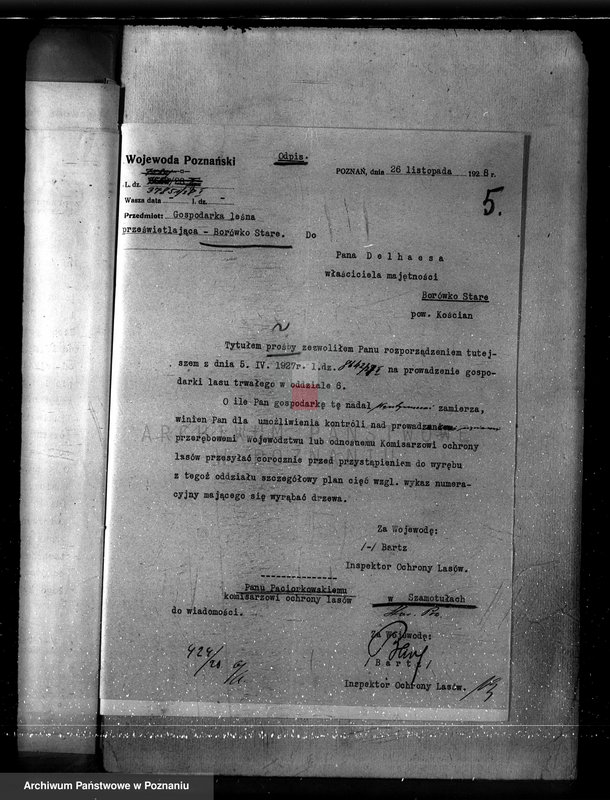 Wojewoda Poznański
Odpis.
POZNAŃ, dnia 26 listopada 1928 r.
L. dz.
Wasza data l. dz. -
5.
Przedmiot: Gospodarka leśna
prześwietlająca - Borówko Stare.
Do
Pana Delhaesa
właściciela majętności
Borówko Stare
pow. Kościan
Tytułem prośby zezwoliłem Panu rozporządzeniem tutej-
szem z dnia 5. IV. 1927r. l.dz. na prowadzenie gospo-
darki lasu trwałego w oddziale 6.
O ile Pan gospodarkę tę nadal zamierza,
winien Pan dla umożliwienia kontroli nad
przerębowemi Województwu lub odnośnemu Komisarzowi ochrony
lasów przesyłać corocznie przed przystąpieniem do wyrębu
z tegoż oddziału szczegółowy plan cięć wzgl. wykaz numera-
cyjny mającego się wyrąbać drzewa.
Za Wojewodę:
/-/ Bartz
Inspektor Ochrony Lasów.
Panu Paciorkowskiemu
komisarzowi ochrony lasów w Szamotułach
do wiadomości.
Za Wojewodę:
/ Bartz /
Inspektor Ochrony Lasów.
Archiwum Państwowe w Poznaniu